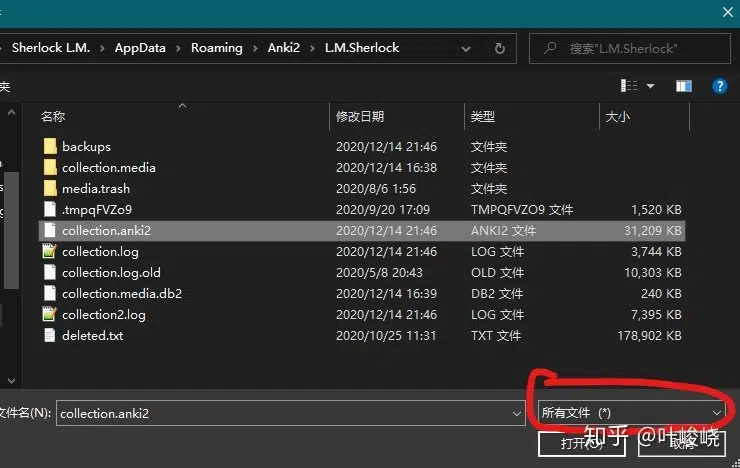 Sherlock L.M. › AppData › Roaming › Anki2 › L.M.Sherlock
搜索"L.M.Sherlock"
夹
名称 修改日期 类型 大小
backups 2020/12/14 21:46 文件夹
collection.media 2020/12/14 16:38 文件夹
media.trash 2020/8/6 1:56 文件夹
.tmpqFVZo9 2020/9/20 17:09 TMPQFVZO9 文件 1,520 KB
collection.anki2 2020/12/14 21:46 ANKI2 文件 31,209 KB
collection.log 2020/12/14 21:46 LOG 文件 3,744 KB
collection.log.old 2020/5/8 20:43 OLD 文件 10,303 KB
collection.media.db2 2020/12/14 16:39 DB2 文件 240 KB
collection2.log 2020/12/14 21:46 LOG 文件 7,395 KB
deleted.txt 2020/10/25 11:31 TXT 文件 178,902 KB
文件名(N): collection.anki2 所有文件 (*)
打开(O) 取消
知乎 @叶峻峣